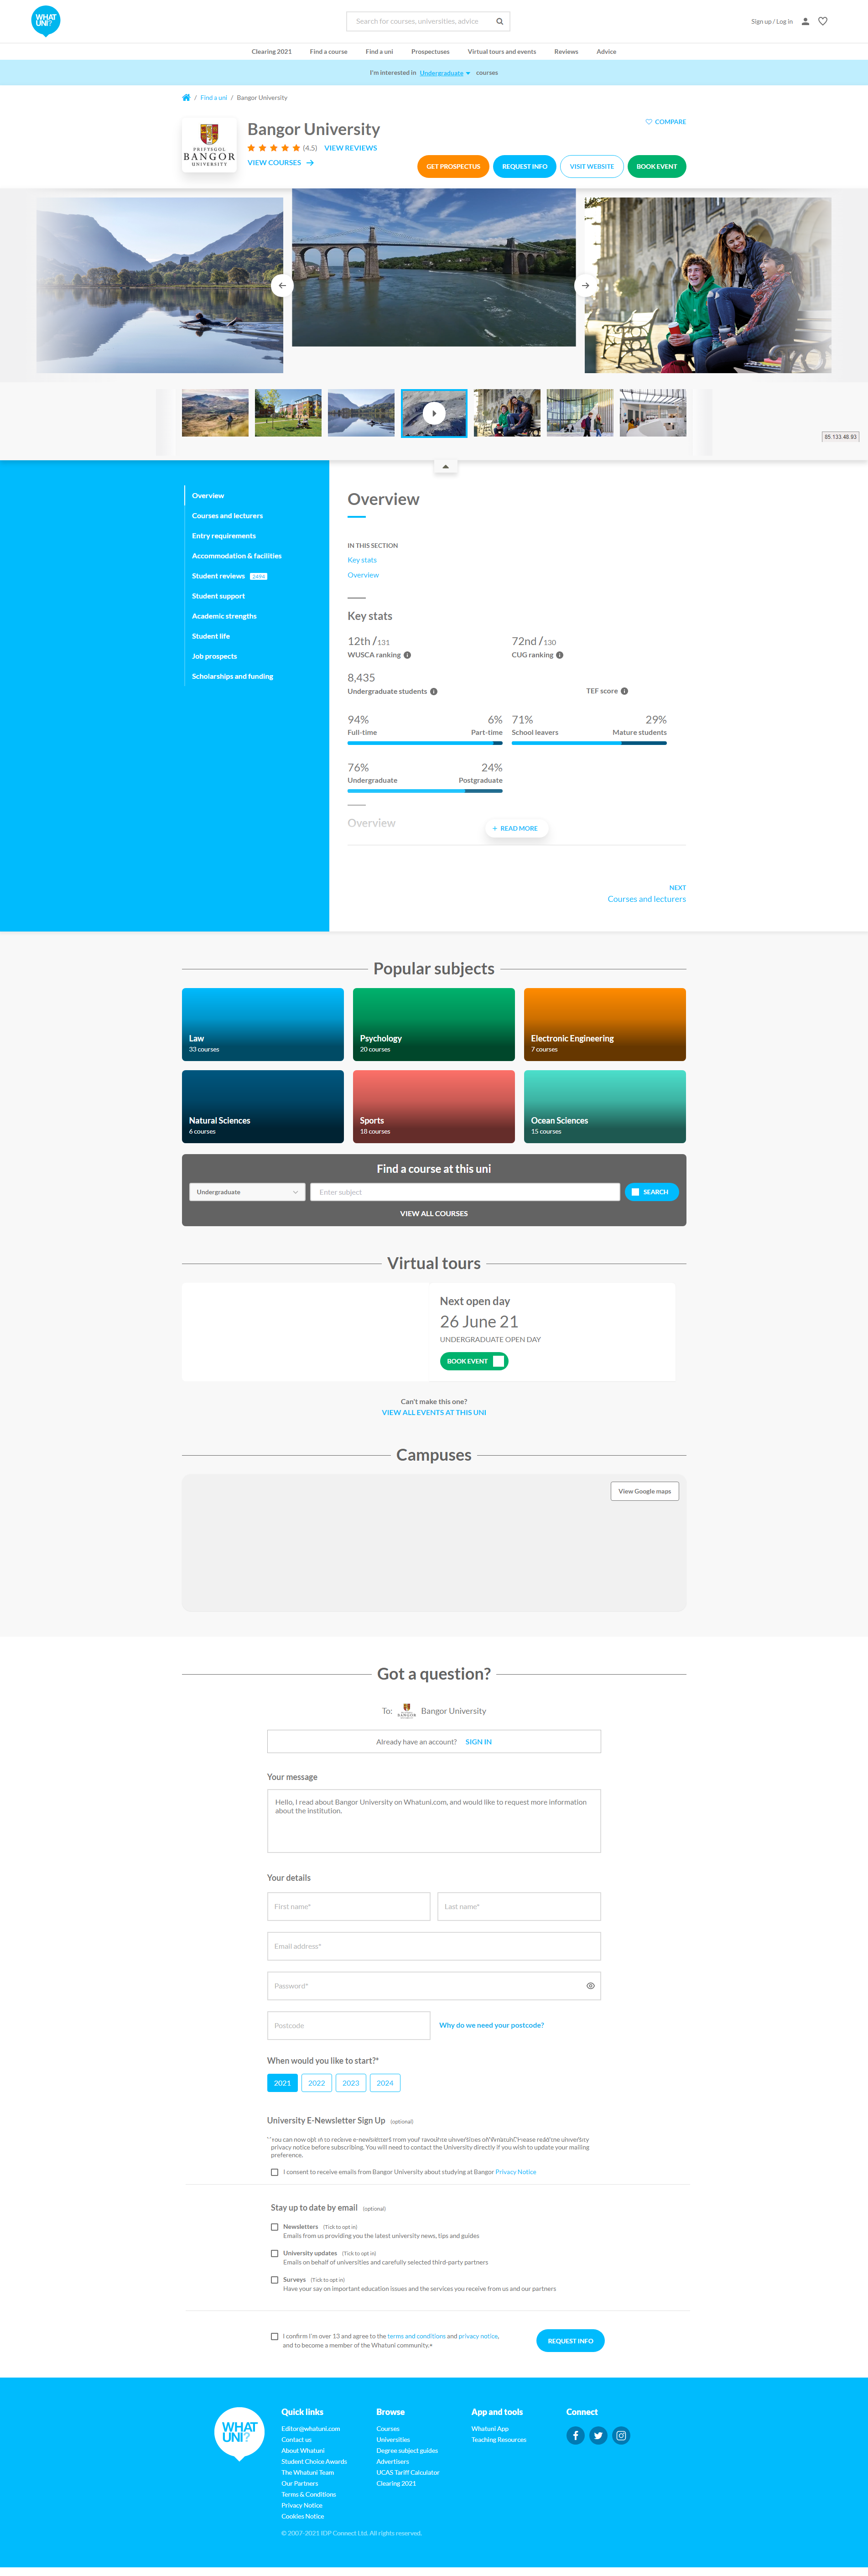 WHAT
UNI?
Search for courses, universities, advice
Sign up / Log in
Clearing 2021
Find a course
Find a uni
Prospectuses
Virtual tours and events
Reviews
Advice
I'm interested in Undergraduate courses
/ Find a uni / Bangor University
PRIFYSGOL
BANGOR
UNIVERSITY
Bangor University
(4.5) VIEW REVIEWS
VIEW COURSES
COMPARE
GET PROSPECTUS
REQUEST INFO
VISIT WEBSITE
BOOK EVENT
85.133.48.93
Overview
Courses and lecturers
Entry requirements
Accommodation & facilities
Student reviews 2494
Student support
Academic strengths
Student life
Job prospects
Scholarships and funding
Overview
IN THIS SECTION
Key stats
Overview
Key stats
12th /131
WUSCA ranking
72nd /130
CUG ranking
8,435
Undergraduate students
TEF score
94% 6%
Full-time Part-time
71% 29%
School leavers Mature students
76% 24%
Undergraduate Postgraduate
Overview
+ READ MORE
NEXT
Courses and lecturers
Popular subjects
Law
33 courses
Psychology
20 courses
Electronic Engineering
7 courses
Natural Sciences
6 courses
Sports
18 courses
Ocean Sciences
15 courses
Find a course at this uni
Undergraduate
Enter subject
SEARCH
VIEW ALL COURSES
Virtual tours
Next open day
26 June 21
UNDERGRADUATE OPEN DAY
BOOK EVENT
Can't make this one?
VIEW ALL EVENTS AT THIS UNI
Campuses
View Google maps
Got a question?
To: Bangor University
Already have an account? SIGN IN
Your message
Hello, I read about Bangor University on Whatuni.com, and would like to request more information
about the institution.
Your details
First name*
Last name*
Email address*
Password*
Postcode
Why do we need your postcode?
When would you like to start?*
2021
2022
2023
2024
University E-Newsletter Sign Up (optional)
You can now opt in to recieve e-newsletters from your favourite universities on Whatuni. Please read the university
privacy notice before subscribing. You will need to contact the University directly if you wish to update your mailing
preference.
I consent to receive emails from Bangor University about studying at Bangor Privacy Notice
Stay up to date by email (optional)
Newsletters (Tick to opt in)
Emails from us providing you the latest university news, tips and guides
University updates (Tick to opt in)
Emails on behalf of universities and carefully selected third-party partners
Surveys (Tick to opt in)
Have your say on important education issues and the services you receive from us and our partners
I confirm I'm over 13 and agree to the terms and conditions and privacy notice,
and to become a member of the Whatuni community.*
REQUEST INFO
WHAT
UNI?
Quick links
Editor@whatuni.com
Contact us
About Whatuni
Student Choice Awards
The Whatuni Team
Our Partners
Terms & Conditions
Privacy Notice
Cookies Notice
Browse
Courses
Universities
Degree subject guides
Advertisers
UCAS Tariff Calculator
Clearing 2021
App and tools
Whatuni App
Teaching Resources
Connect
© 2007-2021 IDP Connect Ltd. All rights reserved.